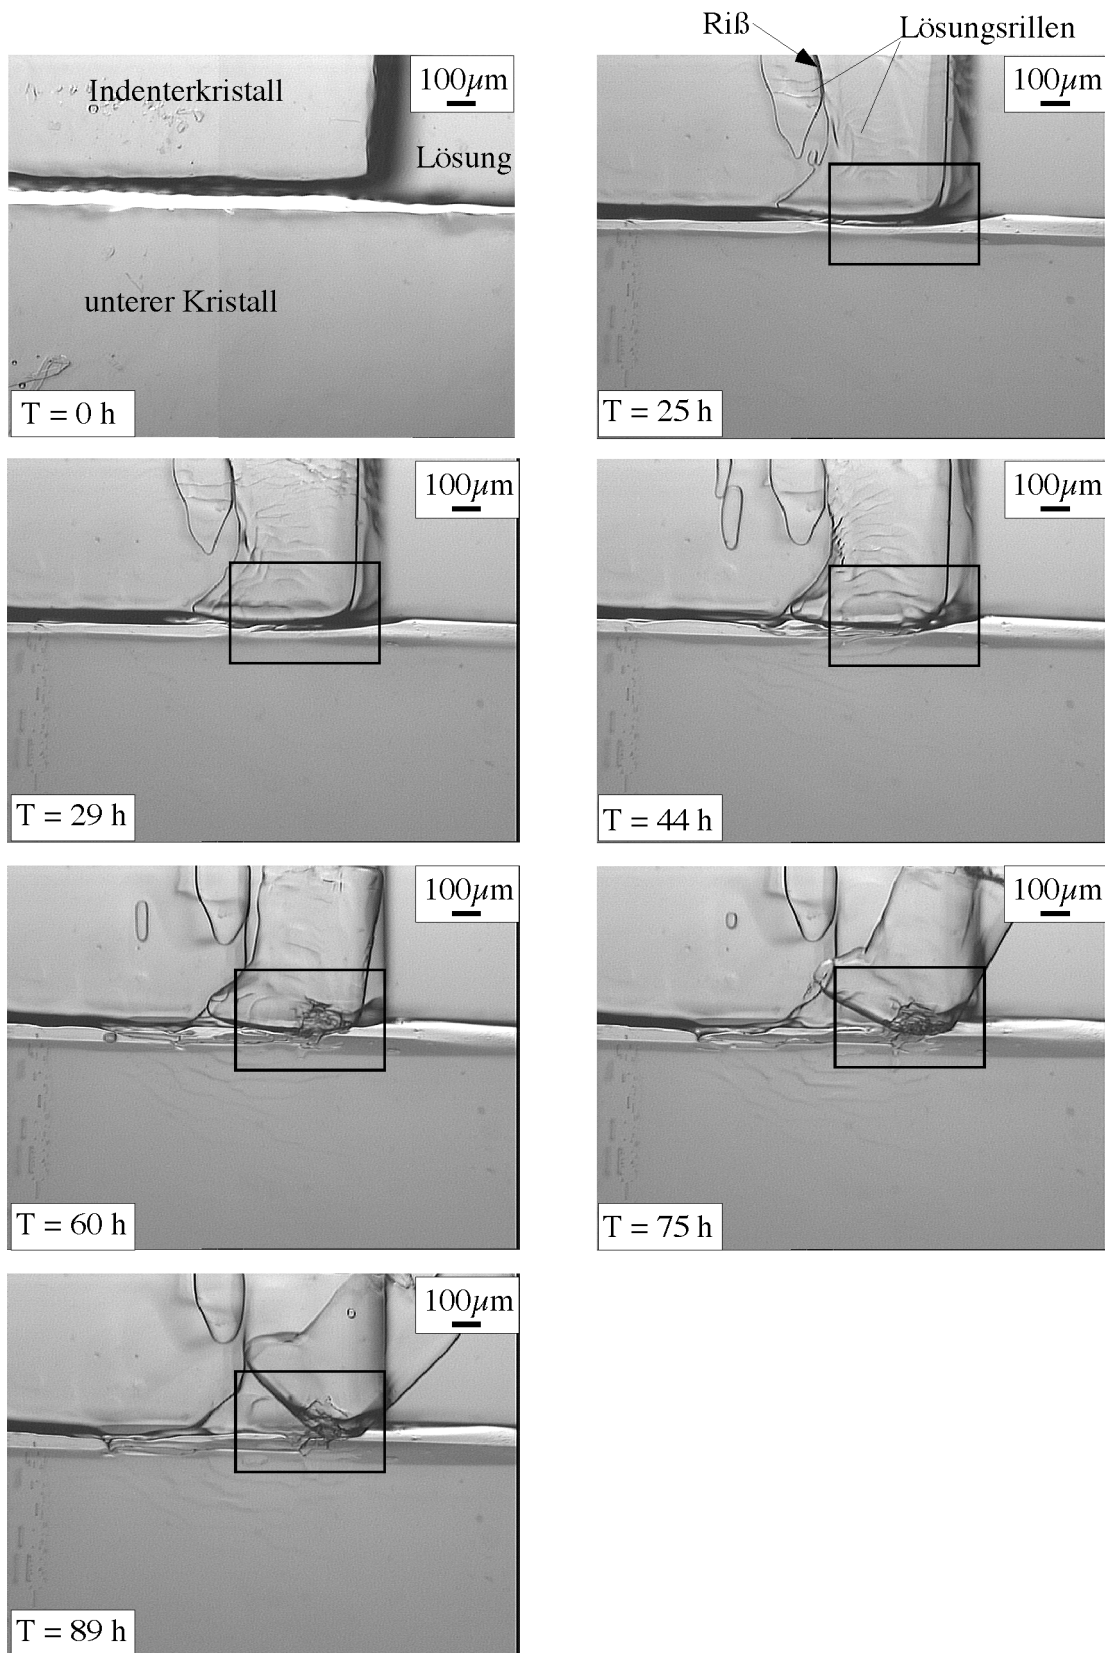 Riß
Lösungsrillen
Indenterkristall
100µm
Lösung
unterer Kristall
T = 0 h
100µm
T = 25 h
100µm
T = 29 h
100µm
T = 44 h
100µm
T = 60 h
100µm
T = 75 h
100µm
T = 89 h